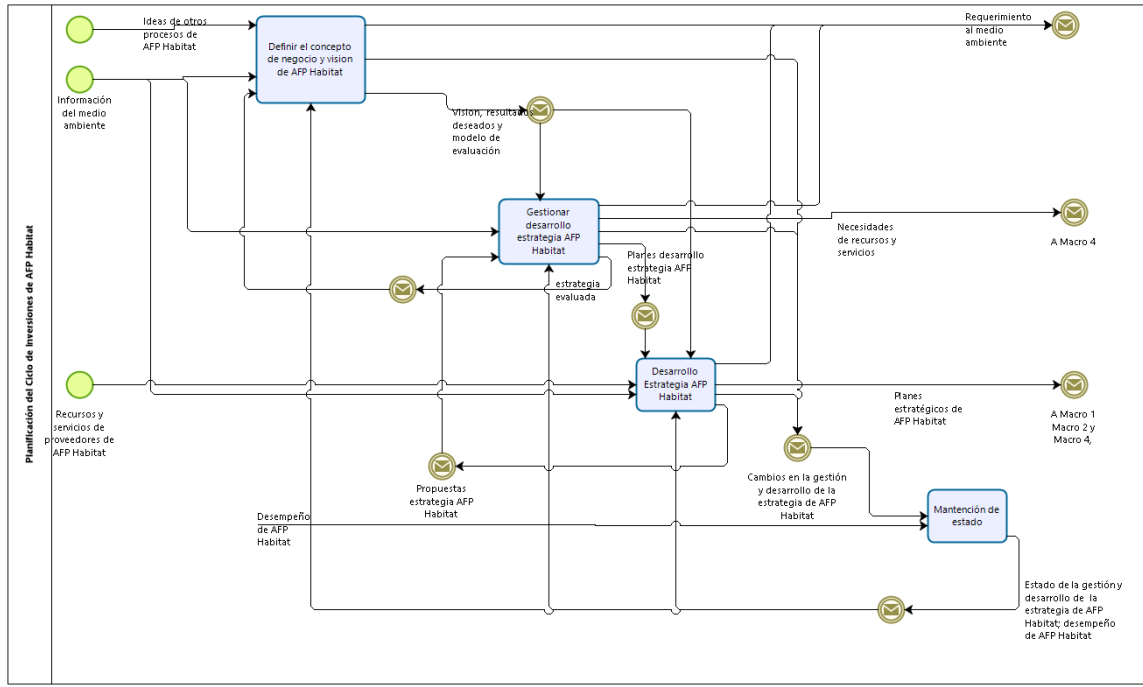 Planificación del Ciclo de Inversiones de AFP Habitat
Ideas de otros
procesos de
AFP Habitat
Definir el concepto
de negocio y vision
de AFP Habitat
Requerimiento
al medio
ambiente
Información
del medio
ambiente
Vision, resultados
deseados y
modelo de
evaluación
Gestionar
desarrollo
estrategia AFP
Habitat
Necesidades
de recursos y
servicios
A Macro 4
Planes desarrollo
estrategia AFP
Habitat
estrategia
evaluada
Desarrollo
Estrategia AFP
Habitat
Recursos y
servicios de
proveedores de
AFP Habitat
Planes
estratégicos de
AFP Habitat
A Macro 1
Macro 2 y
Macro 4,
Propuestas
estrategia AFP
Habitat
Cambios en la gestión
y desarrollo de la
estrategia de AFP
Habitat
Desempeño
de AFP
Habitat
Mantención de
estado
Estado de la gestión y
desarrollo de la
estrategia de AFP
Habitat; desempeño
de AFP Habitat